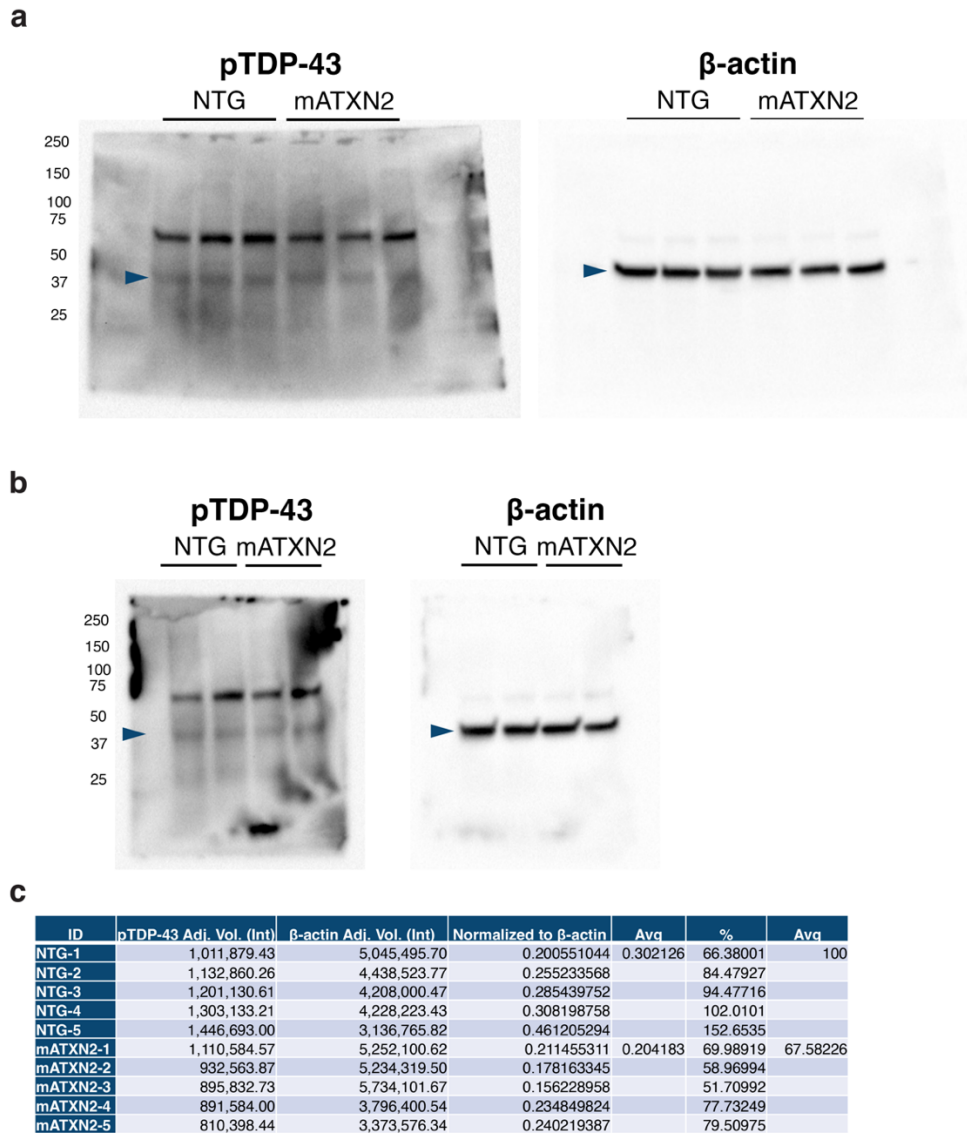 a
pTDP-43 β-actin
NTG mATXN2 NTG mATXN2
250
150
100
75
50
37
25
b
pTDP-43 β-actin
NTG mATXN2 NTG mATXN2
250
150
100
75
50
37
25
c
ID pTDP-43 Adj. Vol. (Int) β-actin Adj. Vol. (Int) Normalized to β-actin Avg % Avg
NTG-1 1,011,879.43 5,045,495.70 0.200551044 0.302126 66.38001 100
NTG-2 1,132,860.26 4,438,523.77 0.255233568 84.47927
NTG-3 1,201,130.61 4,208,000.47 0.285439752 94.47716
NTG-4 1,303,133.21 4,228,223.43 0.308198758 102.0101
NTG-5 1,446,693.00 3,136,765.82 0.461205294 152.6535
mATXN2-1 1,110,584.57 5,252,100.62 0.211455311 0.204183 69.98919 67.58226
mATXN2-2 932,563.87 5,234,319.50 0.178163345 58.96994
mATXN2-3 895,832.73 5,734,101.67 0.156228958 51.70992
mATXN2-4 891,584.00 3,796,400.54 0.234849824 77.73249
mATXN2-5 810,398.44 3,373,576.34 0.240219387 79.50975